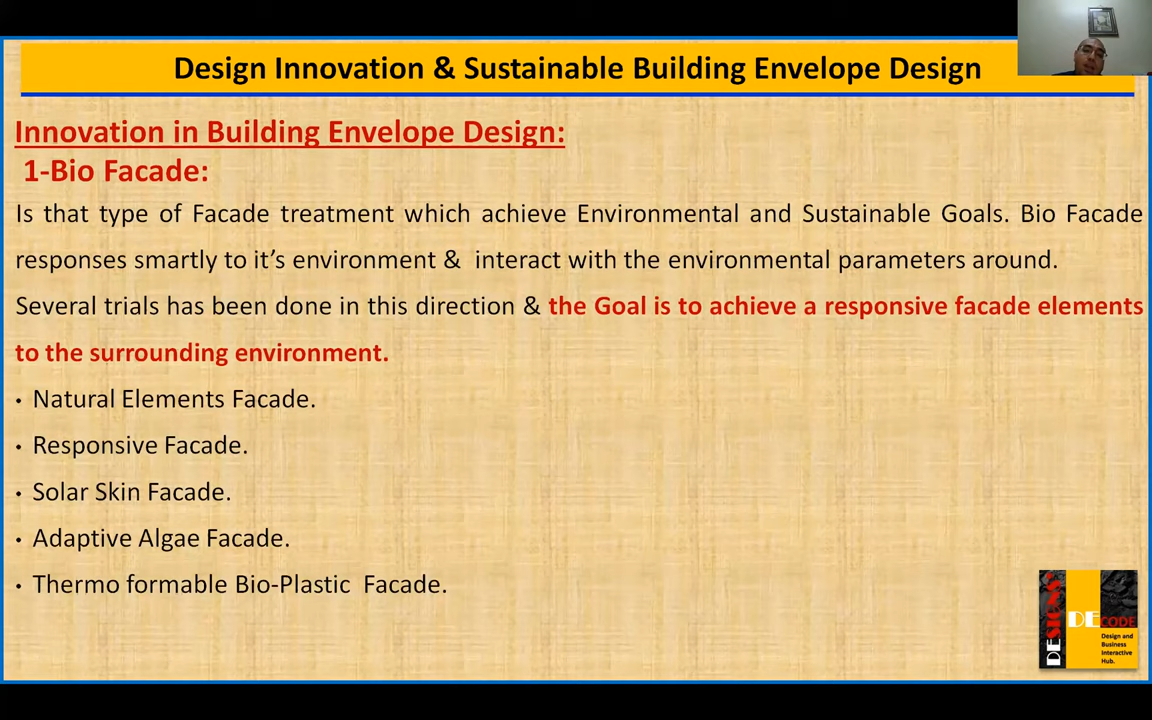 Design Innovation & Sustainable Building Envelope Design
Innovation in Building Envelope Design:
1-Bio Facade:
Is that type of Facade treatment which achieve Environmental and Sustainable Goals. Bio Facade
responses smartly to it’s environment & interact with the environmental parameters around.
Several trials has been done in this direction & the Goal is to achieve a responsive facade elements
to the surrounding environment.
• Natural Elements Facade.
• Responsive Facade.
• Solar Skin Facade.
• Adaptive Algae Facade.
• Thermo formable Bio-Plastic Facade.
DESIGNS
DECODE
Design and
Business
Interactive
Hub.